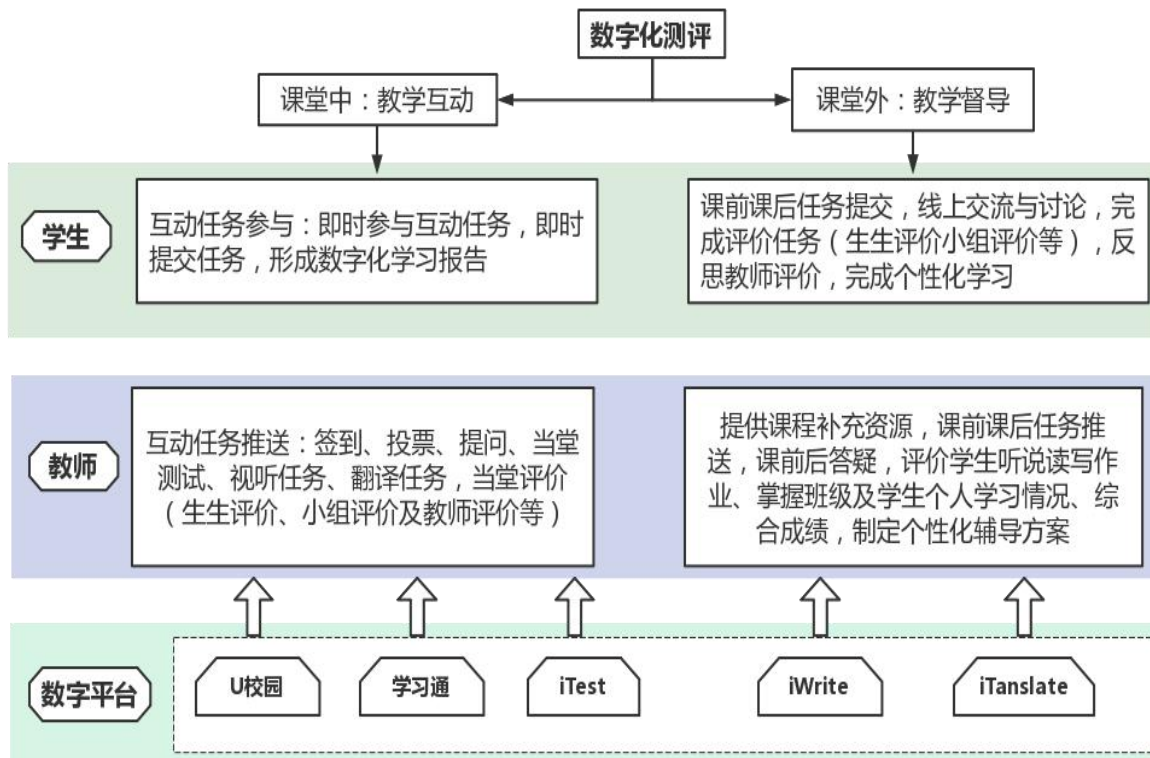 数字化测评
课堂中：教学互动
课堂外：教学督导
学生
互动任务参与：即时参与互动任务，即时
提交任务，形成数字化学习报告
课前课后任务提交，线上交流与讨论，完
成评价任务（生生评价小组评价等），反
思教师评价，完成个性化学习
教师
互动任务推送：签到、投票、提问、当堂
测试、视听任务、翻译任务，当堂评价
（生生评价、小组评价及教师评价等）
提供课程补充资源，课前课后任务推
送，课前后答疑，评价学生听说读写作
业、掌握班级及学生个人学习情况、综
合成绩，制定个性化辅导方案
数字平台
U校园
学习通
iTest
iWrite
iTanslate